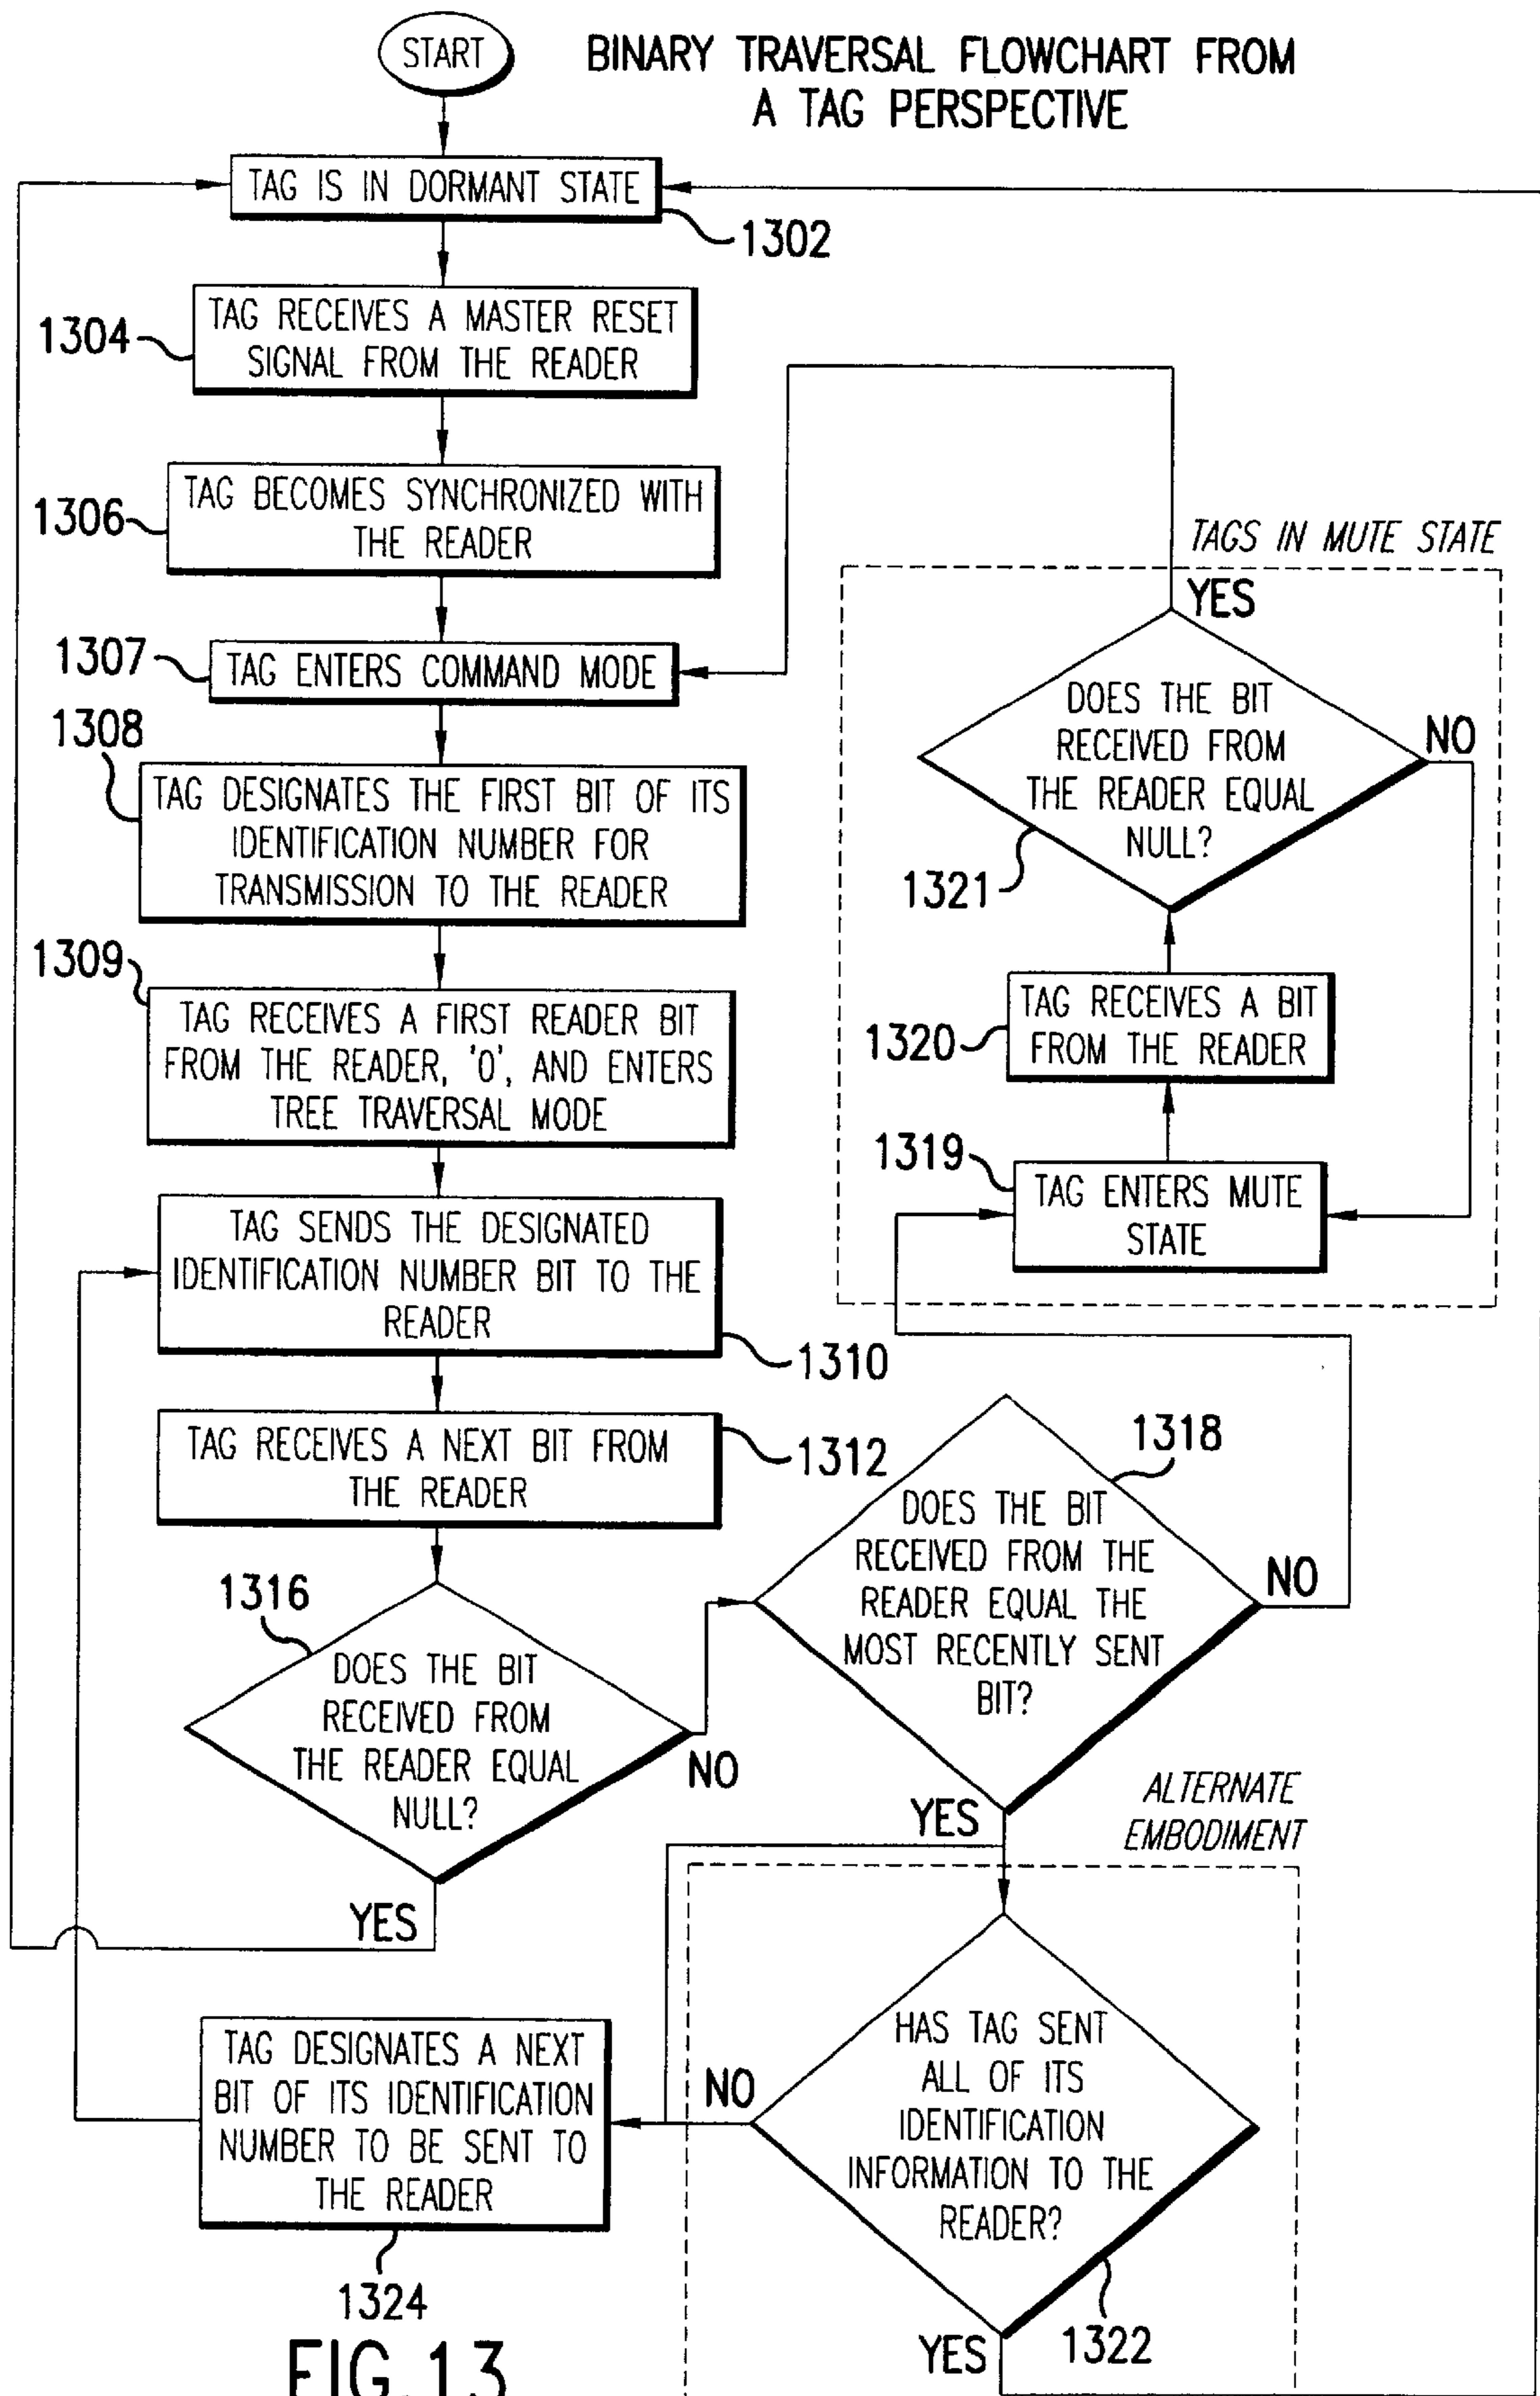 START
BINARY TRAVERSAL FLOWCHART FROM
A TAG PERSPECTIVE
TAG IS IN DORMANT STATE
1302
TAG RECEIVES A MASTER RESET
SIGNAL FROM THE READER
1304
TAG BECOMES SYNCHRONIZED WITH
THE READER
1306
TAG ENTERS COMMAND MODE
1307
1308
TAG DESIGNATES THE FIRST BIT OF ITS
IDENTIFICATION NUMBER FOR
TRANSMISSION TO THE READER
1309
TAG RECEIVES A FIRST READER BIT
FROM THE READER, '0', AND ENTERS
TREE TRAVERSAL MODE
TAG SENDS THE DESIGNATED
IDENTIFICATION NUMBER BIT TO THE
READER
1310
TAG RECEIVES A NEXT BIT FROM
THE READER
1312
1316
DOES THE BIT
RECEIVED FROM
THE READER EQUAL
NULL?
NO
YES
TAGS IN MUTE STATE
YES
DOES THE BIT
RECEIVED FROM
THE READER EQUAL
NULL?
NO
1321
TAG RECEIVES A BIT
FROM THE READER
1320
1319
TAG ENTERS MUTE
STATE
1318
DOES THE BIT
RECEIVED FROM THE
READER EQUAL THE
MOST RECENTLY SENT
BIT?
NO
YES
ALTERNATE
EMBODIMENT
HAS TAG SENT
ALL OF ITS
IDENTIFICATION
INFORMATION TO THE
READER?
NO
YES
1322
TAG DESIGNATES A NEXT
BIT OF ITS IDENTIFICATION
NUMBER TO BE SENT TO
THE READER
1324
FIG.13